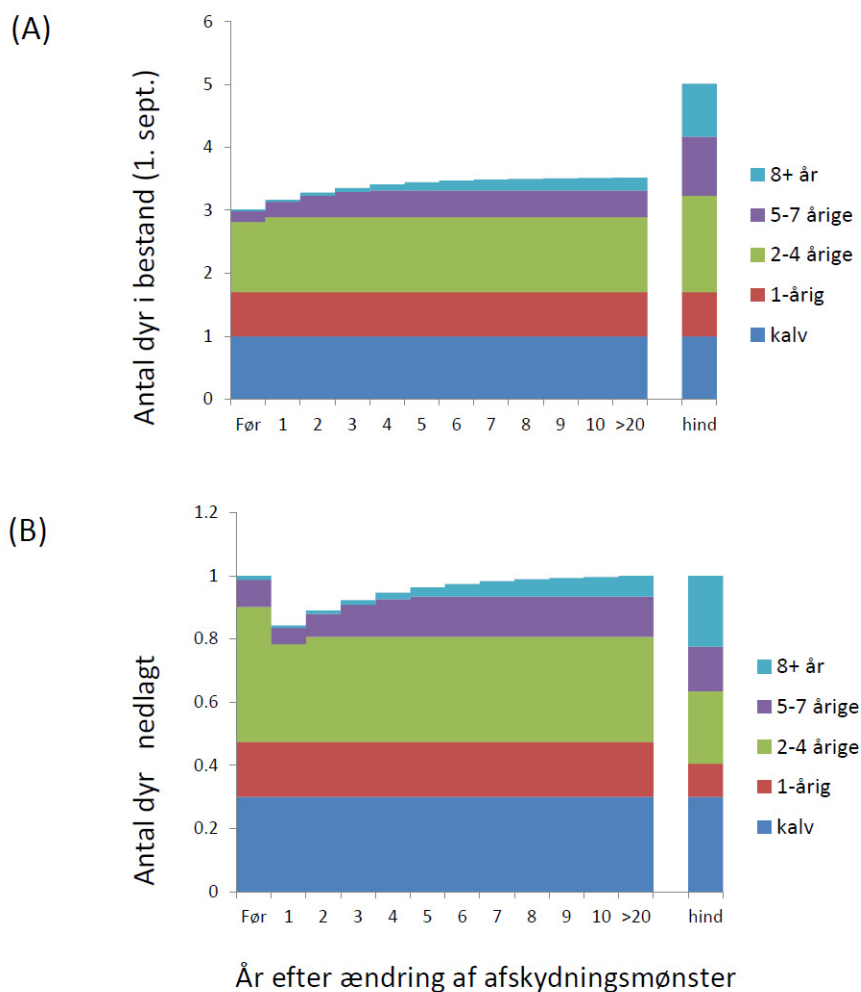 (A)
Antal dyr i bestand (1. sept.)
6
5
4
3
2
1
0
Før 1 2 3 4 5 6 7 8 9 10 >20 hind
8+ år
5-7 årige
2-4 årige
1-årig
kalv
(B)
Antal dyr nedlagt
1.2
1
0.8
0.6
0.4
0.2
0
Før 1 2 3 4 5 6 7 8 9 10 >20 hind
8+ år
5-7 årige
2-4 årige
1-årig
kalv
År efter ændring af afskydningsmønster